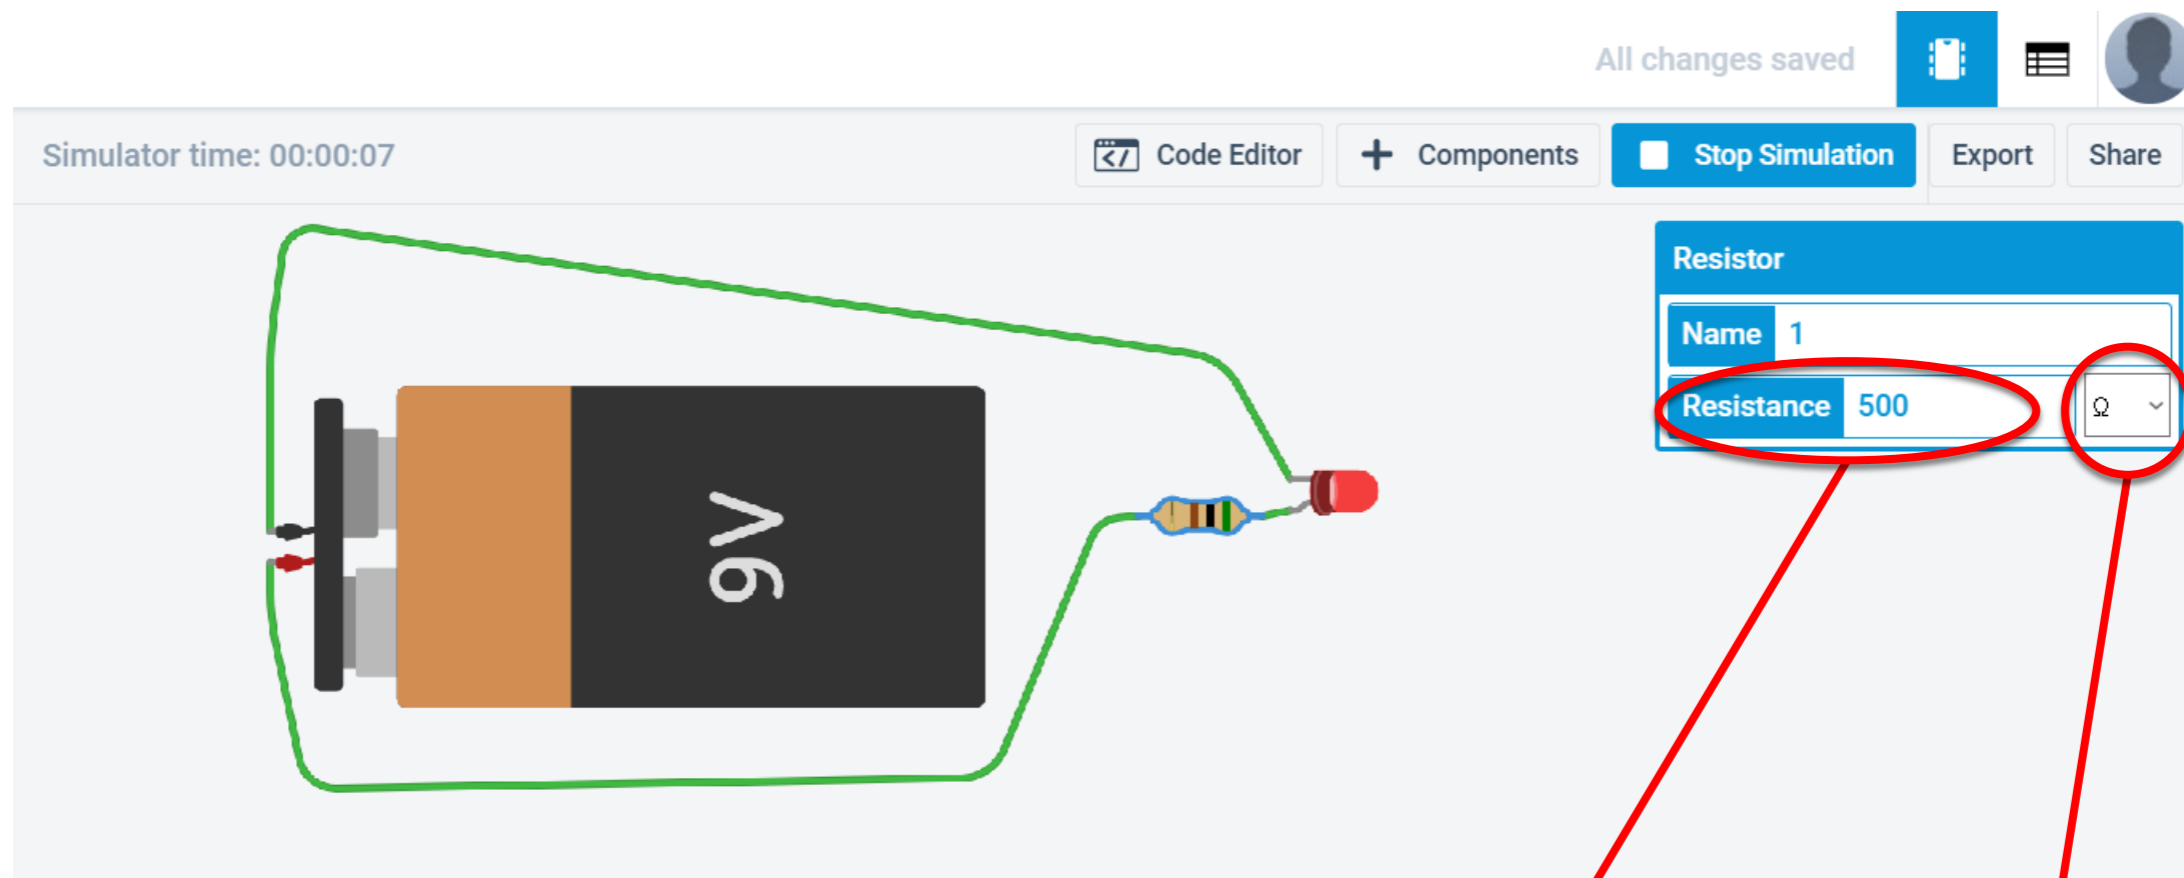 All changes saved
Simulator time: 00:00:07
</> Code Editor
+ Components
Stop Simulation
Export
Share
Resistor
Name 1
Resistance 500 Ω
9V